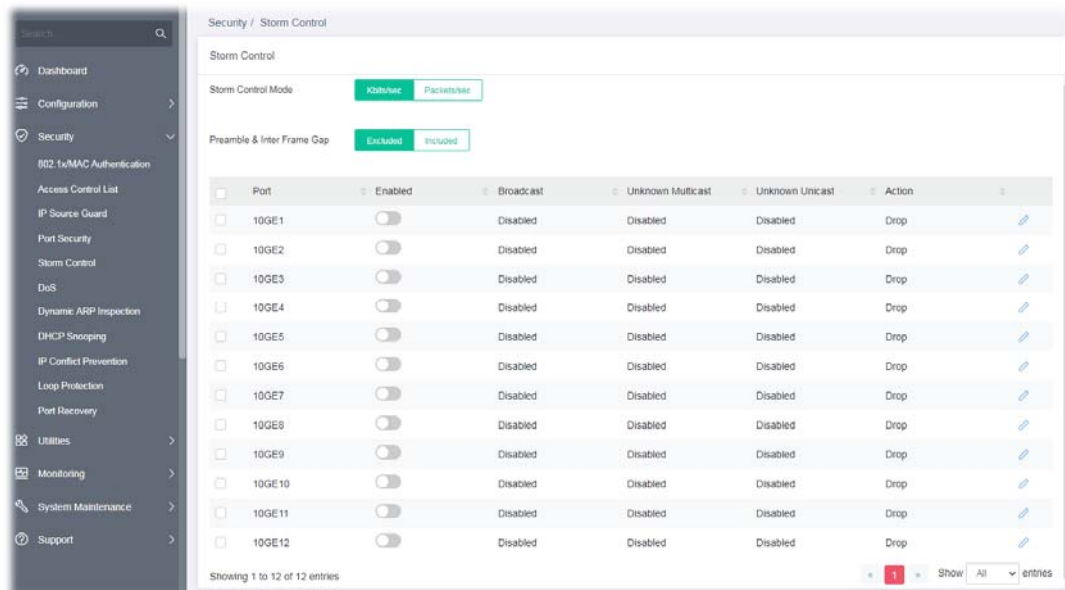 Search
Dashboard
Configuration
Security
802.1x/MAC Authentication
Access Control List
IP Source Guard
Port Security
Storm Control
DoS
Dynamic ARP Inspection
DHCP Snooping
IP Conflict Prevention
Loop Protection
Port Recovery
Utilities
Monitoring
System Maintenance
Support
Security / Storm Control
Storm Control
Storm Control Mode Kbits/sec Packets/sec
Preamble & Inter Frame Gap Excluded Included
Port Enabled Broadcast Unknown Multicast Unknown Unicast Action
10GE1 Disabled Disabled Disabled Drop
10GE2 Disabled Disabled Disabled Drop
10GE3 Disabled Disabled Disabled Drop
10GE4 Disabled Disabled Disabled Drop
10GE5 Disabled Disabled Disabled Drop
10GE6 Disabled Disabled Disabled Drop
10GE7 Disabled Disabled Disabled Drop
10GE8 Disabled Disabled Disabled Drop
10GE9 Disabled Disabled Disabled Drop
10GE10 Disabled Disabled Disabled Drop
10GE11 Disabled Disabled Disabled Drop
10GE12 Disabled Disabled Disabled Drop
Showing 1 to 12 of 12 entries « 1 » Show All entries